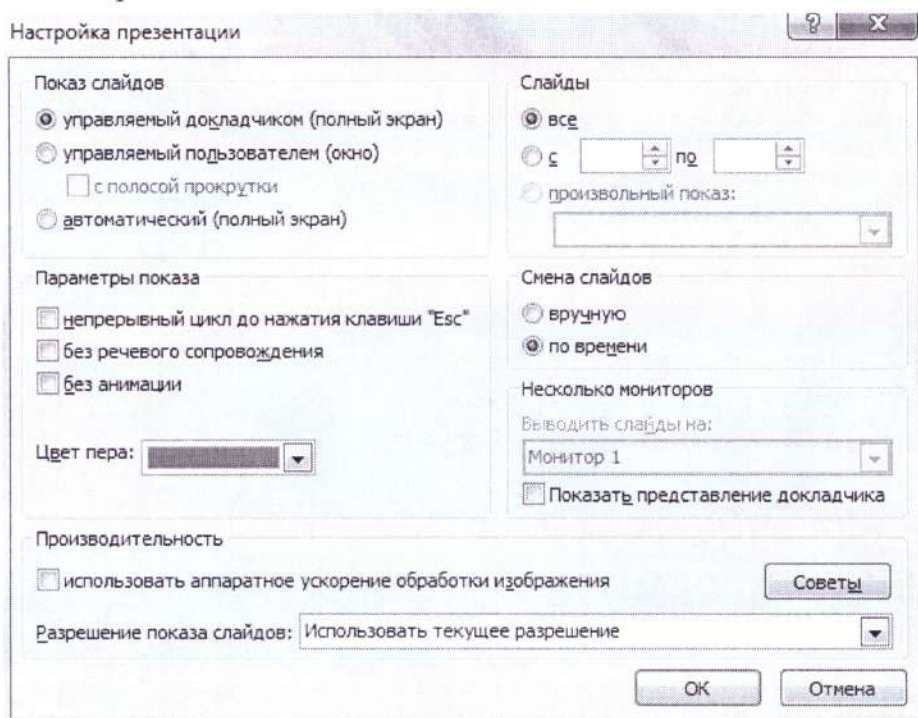 Настройка презентации
Показ слайдов
управляемый докладчиком (полный экран)
управляемый пользователем (окно)
с полосой прокрутки
автоматический (полный экран)
Слайды
все
с по
произвольный показ:
Параметры показа
непрерывный цикл до нажатия клавиши "Esc"
без речевого сопровождения
без анимации
Цвет пера:
Смена слайдов
вручную
по времени
Несколько мониторов
Выводить слайды на:
Монитор 1
Показать представление докладчика
Производительность
использовать аппаратное ускорение обработки изображения
Советы
Разрешение показа слайдов: Использовать текущее разрешение
ОК Отмена